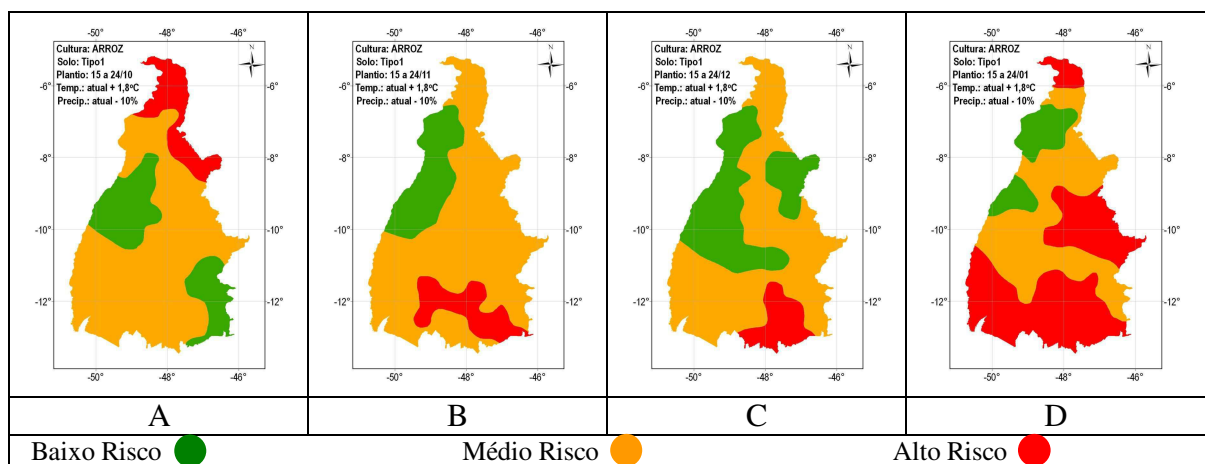 -50° -48° -46°
Cultura: ARROZ
Solo: Tipo1
Plantio: 15 a 24/10
Temp.: atual + 1,8ºC
Precip.: atual - 10%
N
-6° -6°
-8° -8°
-10° -10°
-12° -12°
-50° -48° -46°
-50° -48° -46°
Cultura: ARROZ
Solo: Tipo1
Plantio: 15 a 24/11
Temp.: atual + 1,8ºC
Precip.: atual - 10%
N
-6° -6°
-8° -8°
-10° -10°
-12° -12°
-50° -48° -46°
-50° -48° -46°
Cultura: ARROZ
Solo: Tipo1
Plantio: 15 a 24/12
Temp.: atual + 1,8ºC
Precip.: atual - 10%
N
-6° -6°
-8° -8°
-10° -10°
-12° -12°
-50° -48° -46°
-50° -48° -46°
Cultura: ARROZ
Solo: Tipo1
Plantio: 15 a 24/01
Temp.: atual + 1,8ºC
Precip.: atual - 10%
N
-6° -6°
-8° -8°
-10° -10°
-12° -12°
-50° -48° -46°
A B C D
Baixo Risco Médio Risco Alto Risco